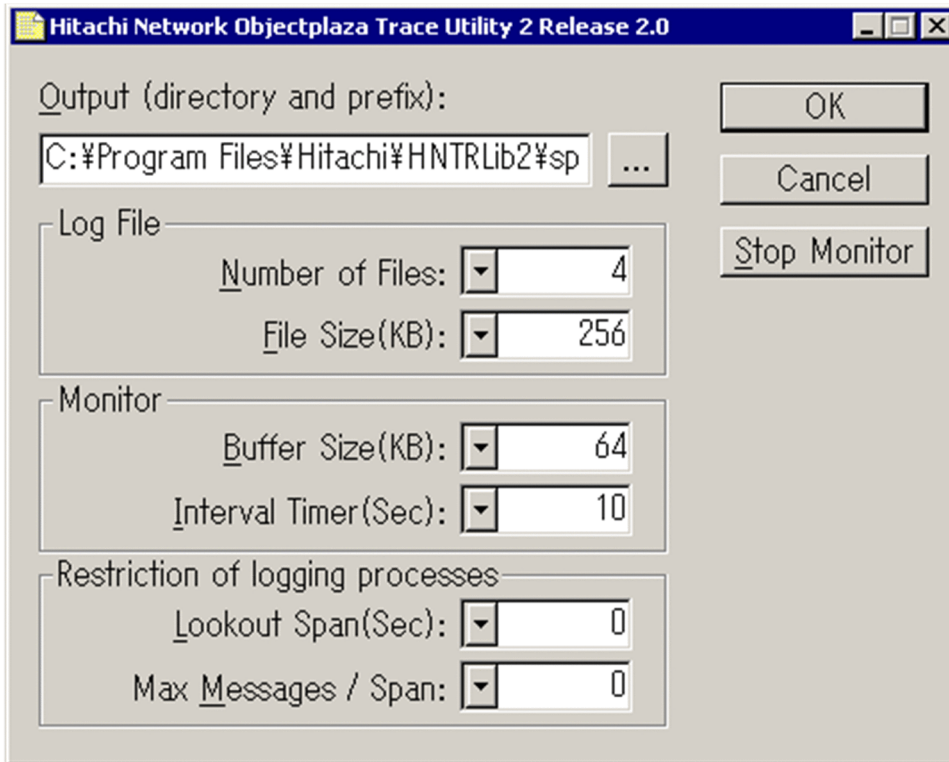 Hitachi Network Objectplaza Trace Utility 2 Release 2.0
Output (directory and prefix):
C:¥Program Files¥Hitachi¥HNTRLib2¥sp
...
OK
Cancel
Stop Monitor
Log File
Number of Files: 4
File Size(KB): 256
Monitor
Buffer Size(KB): 64
Interval Timer(Sec): 10
Restriction of logging processes
Lookout Span(Sec): 0
Max Messages / Span: 0